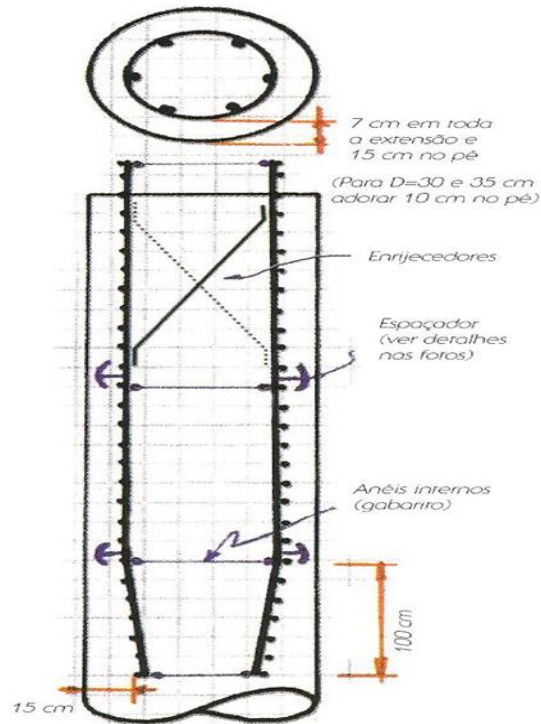 7 cm em toda
a extensão e
15 cm no pé
(Para D=30 e 35 cm
adotar 10 cm no pé)
Enrijecedores
Espaçador
(ver detalhes
nas fotos)
Anéis internos
(gabarito)
100 cm
15 cm